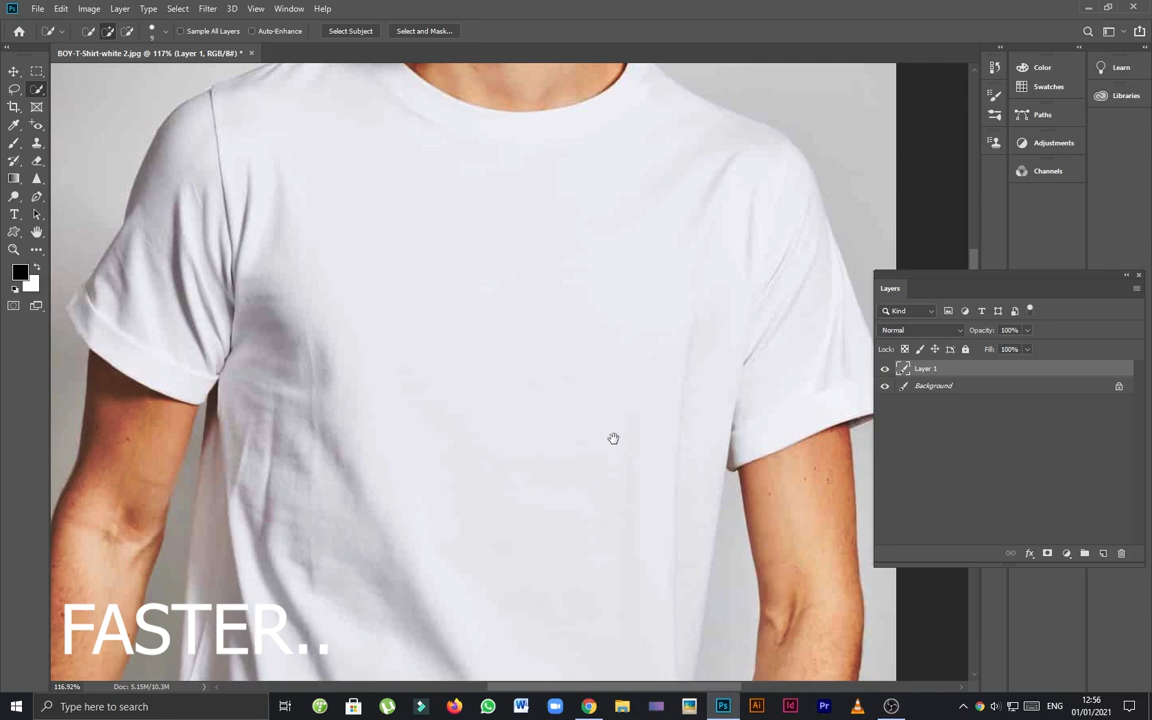 File Edit Image Layer Type Select Filter 3D View Window Help
Sample All Layers Auto-Enhance Select Subject Select and Mask...
BOY-T-Shirt-white 2.jpg @ 117% (Layer 1, RGB/8#) *
Color
Learn
Swatches
Libraries
Paths
Adjustments
Channels
Layers
Kind
Normal Opacity: 100%
Lock: Fill: 100%
Layer 1
Background
FASTER..
116.92% Doc: 5.15M/10.3M
Type here to search
ENG
12:56
01/01/2021